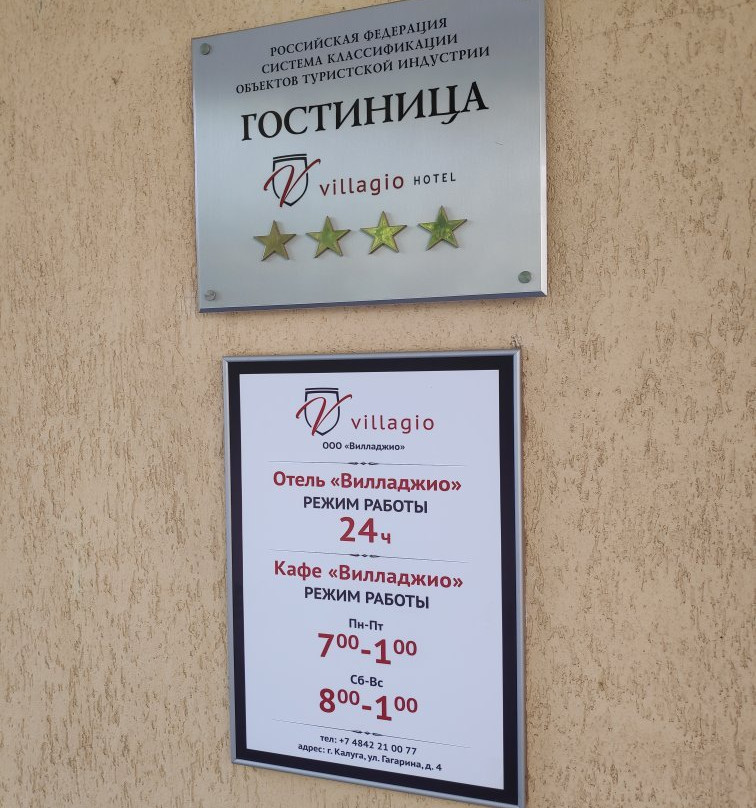 РОССИЙСКАЯ ФЕДЕРАЦИЯ
СИСТЕМА КЛАССИФИКАЦИИ
ОБЪЕКТОВ ТУРИСТСКОЙ ИНДУСТРИИ
ГОСТИНИЦА
V villagio HOTEL
V villagio
ООО «Вилладжио»
Отель «Вилладжио»
РЕЖИМ РАБОТЫ
24 ч
Кафе «Вилладжио»
РЕЖИМ РАБОТЫ
Пн-Пт
7⁰⁰-1⁰⁰
Сб-Вс
8⁰⁰-1⁰⁰
тел: +7 4842 21 00 77
адрес: г. Калуга, ул. Гагарина, д. 4